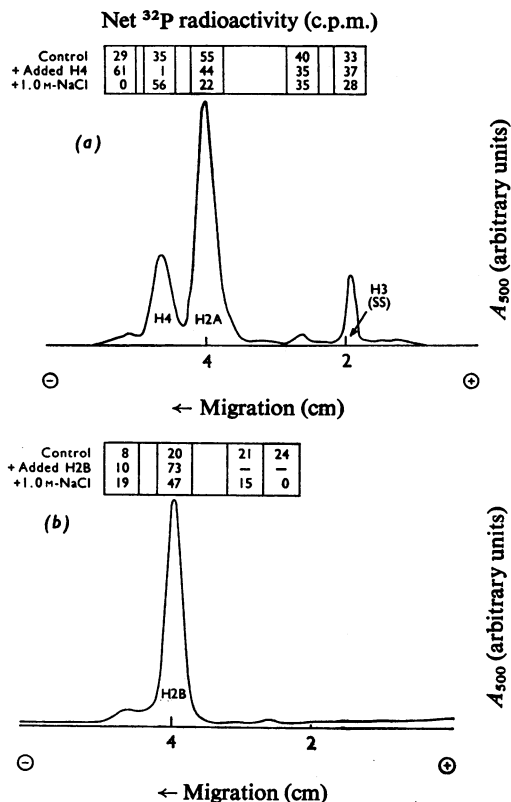 Net ³²P radioactivity (c.p.m.)
Control 29 35 55 40 33
+ Added H4 61 1 44 35 37
+1.0M-NaCl 0 56 22 35 28
(a)
H4
H2A
H3
(SS)
A₅₀₀ (arbitrary units)
4 2
⊖ ⊕
← Migration (cm)
Control 8 20 21 24
+ Added H2B 10 73 – –
+1.0M-NaCl 19 47 15 0
(b)
H2B
A₅₀₀ (arbitrary units)
4 2
⊖ ⊕
← Migration (cm)